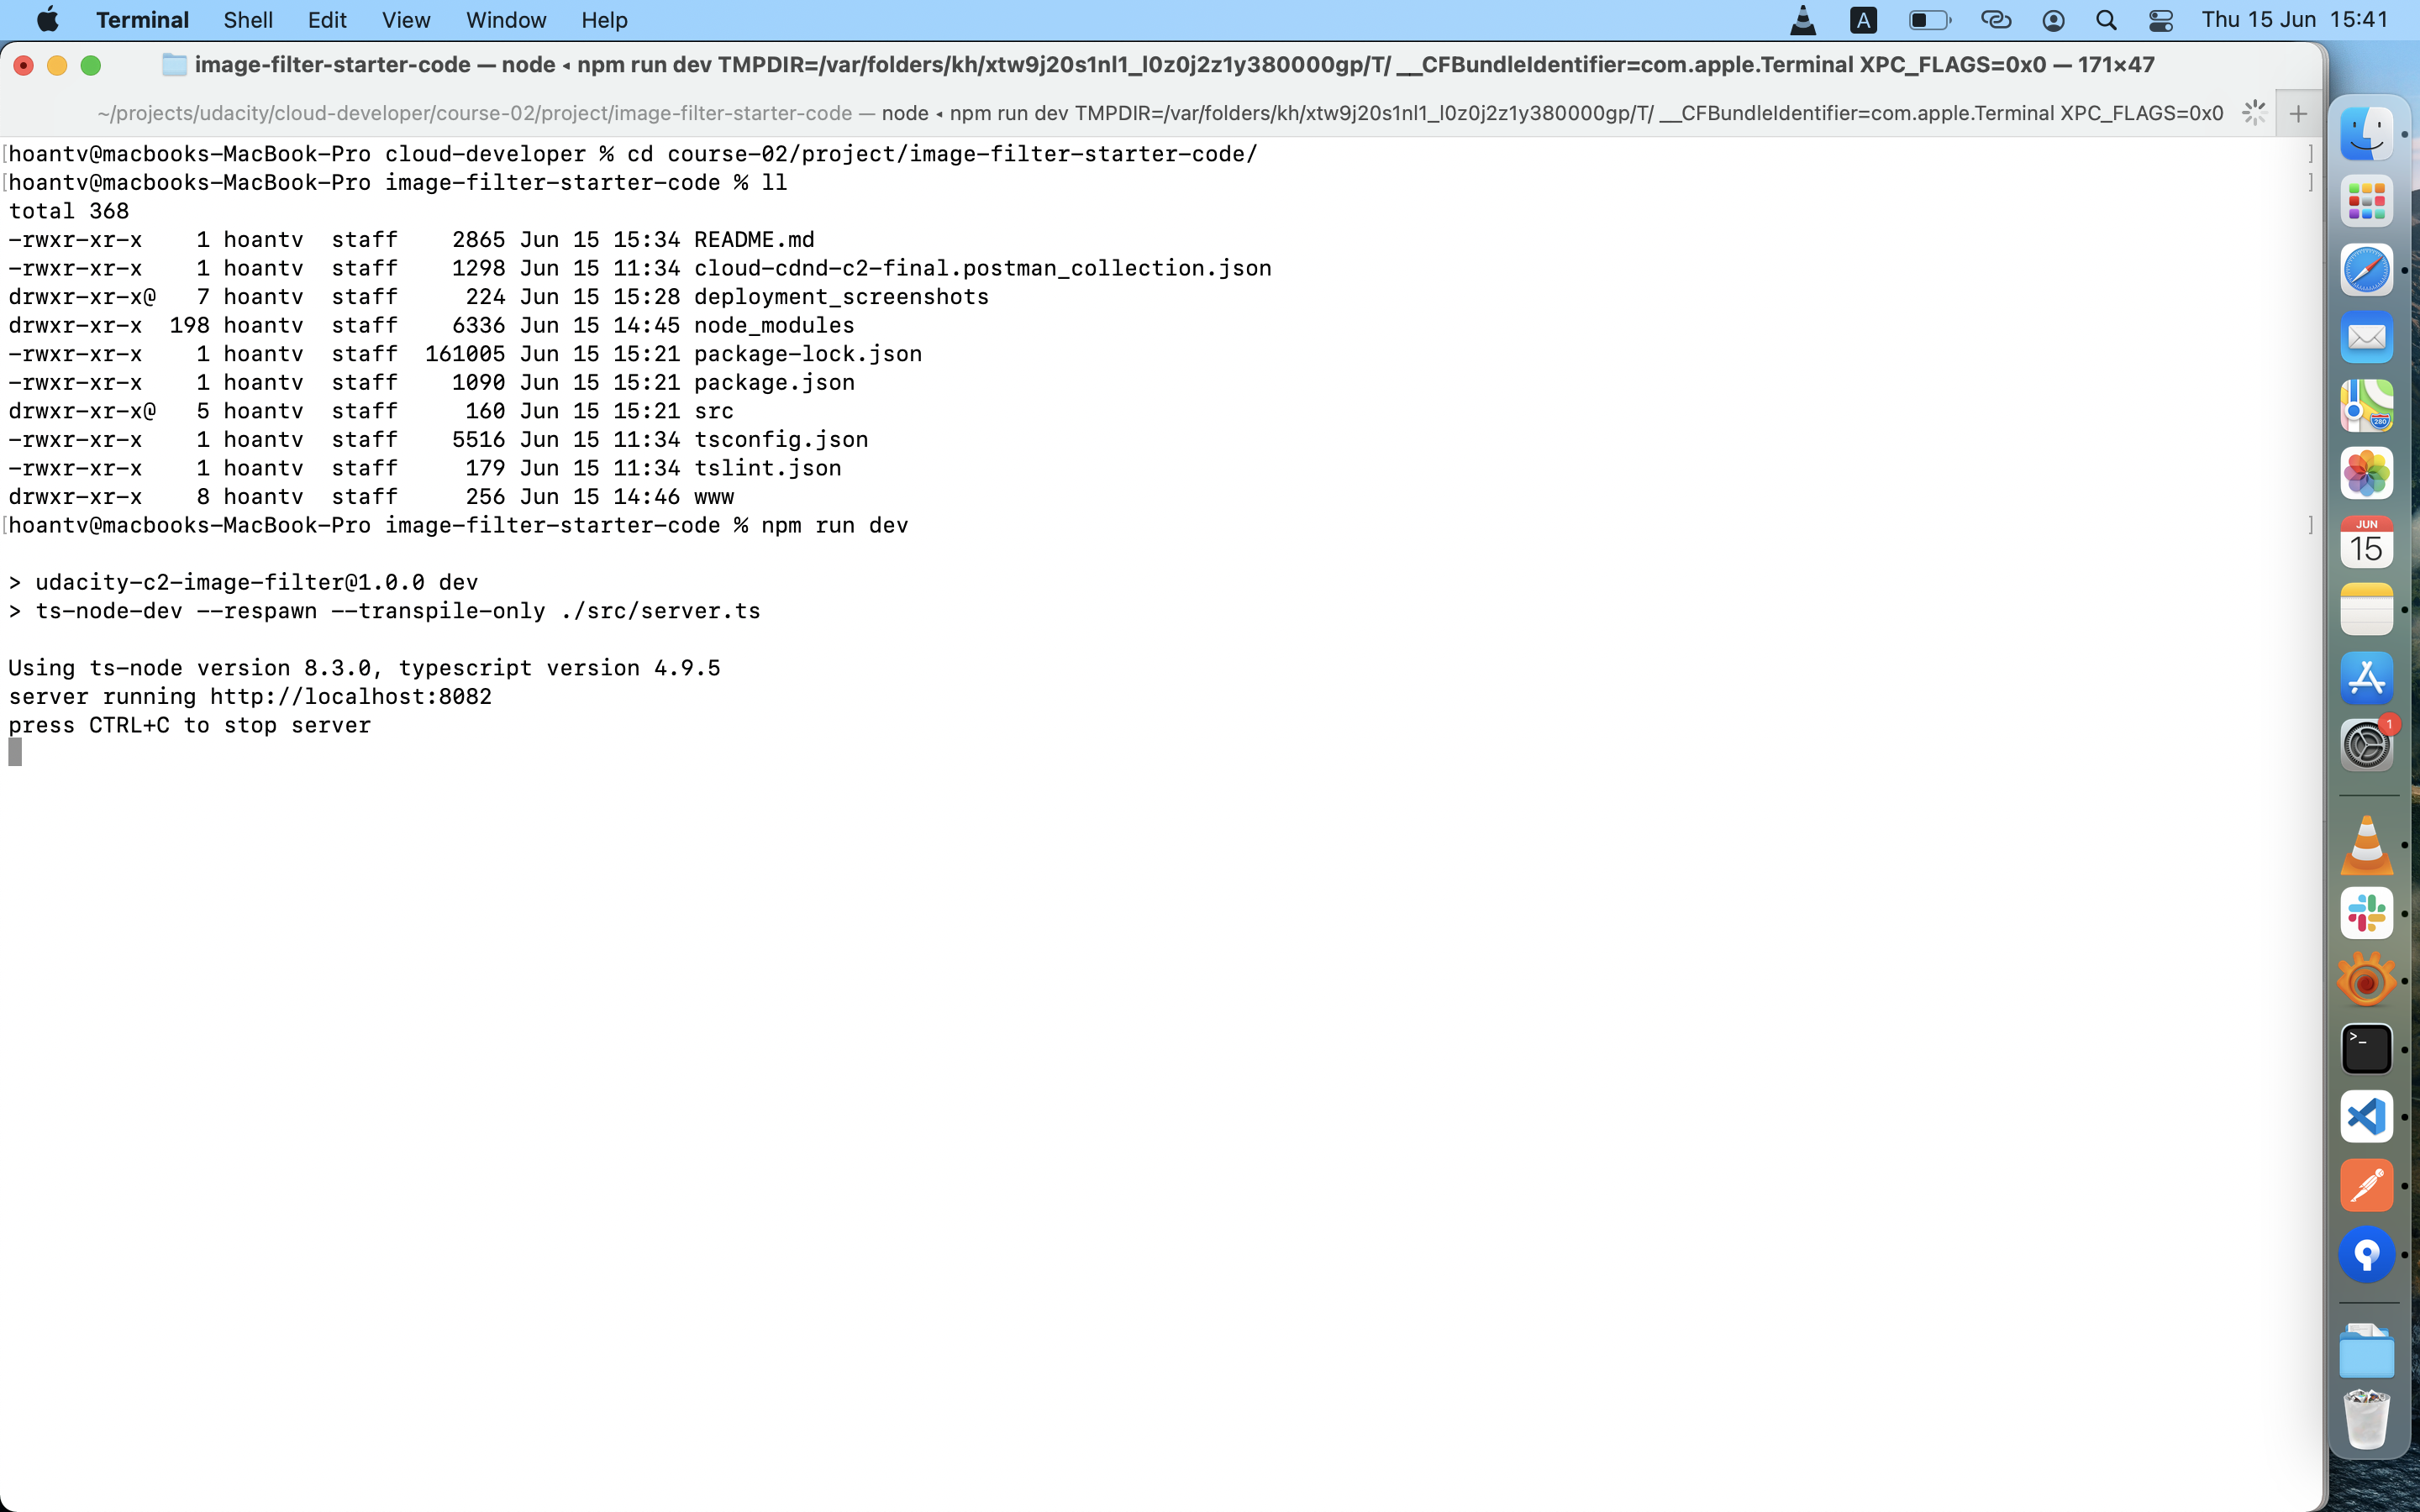 Terminal Shell Edit View Window Help A Thu 15 Jun 15:41
image-filter-starter-code — node ◂ npm run dev TMPDIR=/var/folders/kh/xtw9j20s1nl1_l0z0j2z1y380000gp/T/ __CFBundleIdentifier=com.apple.Terminal XPC_FLAGS=0x0 — 171×47
~/projects/udacity/cloud-developer/course-02/project/image-filter-starter-code — node ◂ npm run dev TMPDIR=/var/folders/kh/xtw9j20s1nl1_l0z0j2z1y380000gp/T/ __CFBundleIdentifier=com.apple.Terminal XPC_FLAGS=0x0
[hoantv@macbooks-MacBook-Pro cloud-developer % cd course-02/project/image-filter-starter-code/ ]
[hoantv@macbooks-MacBook-Pro image-filter-starter-code % ll ]
total 368
-rwxr-xr-x    1 hoantv  staff    2865 Jun 15 15:34 README.md
-rwxr-xr-x    1 hoantv  staff    1298 Jun 15 11:34 cloud-cdnd-c2-final.postman_collection.json
drwxr-xr-x@   7 hoantv  staff     224 Jun 15 15:28 deployment_screenshots
drwxr-xr-x  198 hoantv  staff    6336 Jun 15 14:45 node_modules
-rwxr-xr-x    1 hoantv  staff  161005 Jun 15 15:21 package-lock.json
-rwxr-xr-x    1 hoantv  staff    1090 Jun 15 15:21 package.json
drwxr-xr-x@   5 hoantv  staff     160 Jun 15 15:21 src
-rwxr-xr-x    1 hoantv  staff    5516 Jun 15 11:34 tsconfig.json
-rwxr-xr-x    1 hoantv  staff     179 Jun 15 11:34 tslint.json
drwxr-xr-x    8 hoantv  staff     256 Jun 15 14:46 www
[hoantv@macbooks-MacBook-Pro image-filter-starter-code % npm run dev ]
> udacity-c2-image-filter@1.0.0 dev
> ts-node-dev --respawn --transpile-only ./src/server.ts
Using ts-node version 8.3.0, typescript version 4.9.5
server running http://localhost:8082
press CTRL+C to stop server
280
JUN
15
1
>_